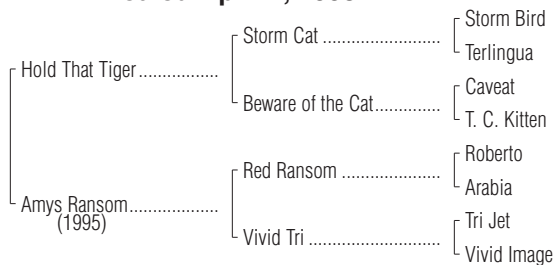 Storm Bird
Storm Cat ........................
Terlingua
Hold That Tiger ................
Caveat
Beware of the Cat .................
T. C. Kitten
Roberto
Red Ransom ......................
Arabia
Amys Ransom ......................
(1995)
Tri Jet
Vivid Tri ...........................
Vivid Image